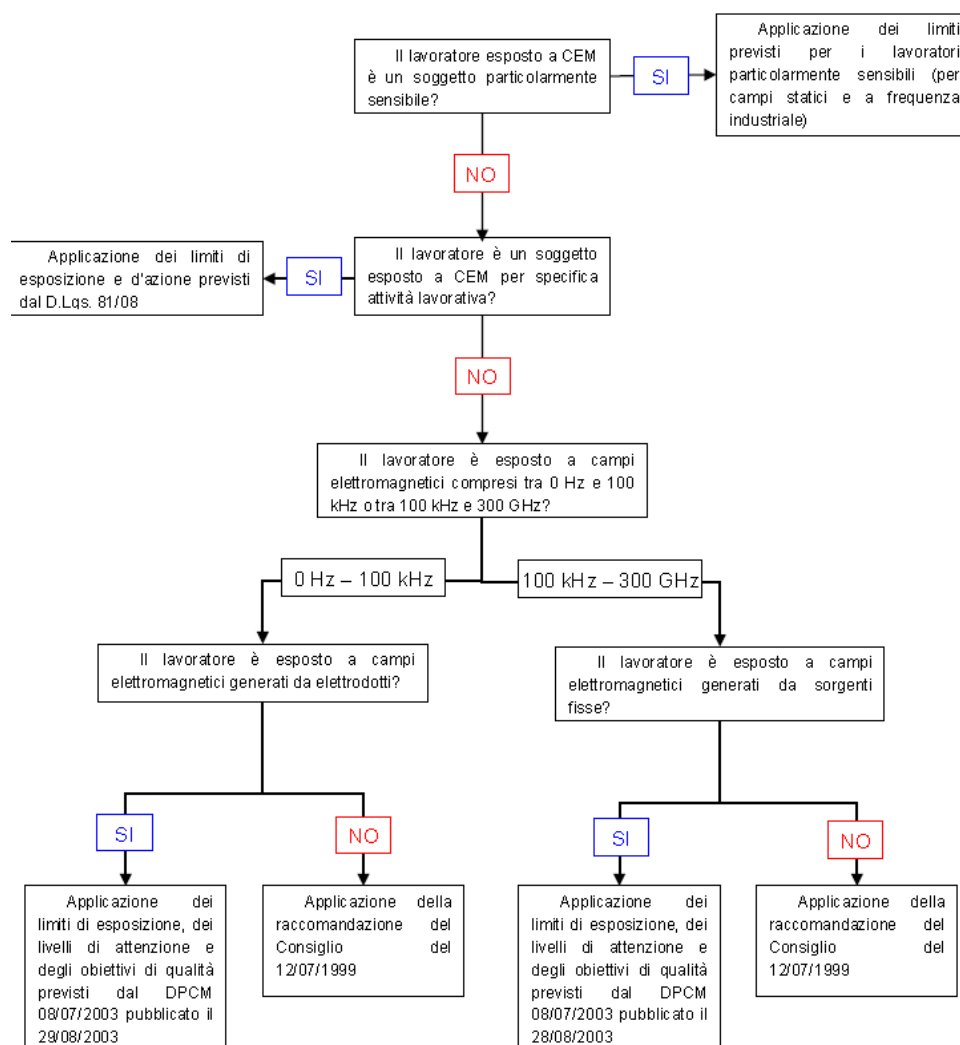 Il lavoratore esposto a CEM
è un soggetto particolarmente
sensibile?
SI
Applicazione dei limiti
previsti per i lavoratori
particolarmente sensibili (per
campi statici e a frequenza
industriale)
NO
Il lavoratore è un soggetto
esposto a CEM per specifica
attività lavorativa?
SI
Applicazione dei limiti di
esposizione e d'azione previsti
dal D.Lgs. 81/08
NO
Il lavoratore è esposto a campi
elettromagnetici compresi tra 0 Hz e 100
kHz o tra 100 kHz e 300 GHz?
0 Hz – 100 kHz
100 kHz – 300 GHz
Il lavoratore è esposto a campi
elettromagnetici generati da elettrodotti?
Il lavoratore è esposto a campi
elettromagnetici generati da sorgenti
fisse?
SI
NO
SI
NO
Applicazione dei
limiti di esposizione, dei
livelli di attenzione e
degli obiettivi di qualità
previsti dal DPCM
08/07/2003 pubblicato il
29/08/2003
Applicazione della
raccomandazione del
Consiglio del
12/07/1999
Applicazione dei
limiti di esposizione, dei
livelli di attenzione e
degli obiettivi di qualità
previsti dal DPCM
08/07/2003 pubblicato il
28/08/2003
Applicazione della
raccomandazione del
Consiglio del
12/07/1999